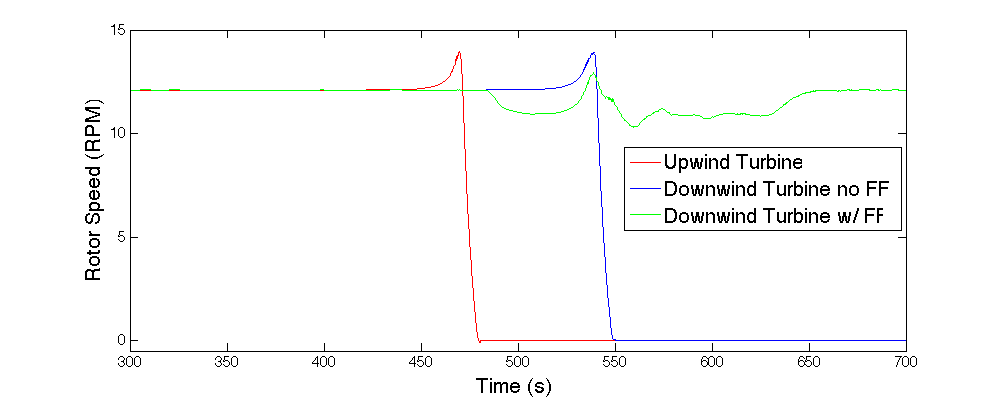 15
10
5
0
Rotor Speed (RPM)
Upwind Turbine
Downwind Turbine no FF
Downwind Turbine w/ FF
300 350 400 450 500 550 600 650 700
Time (s)